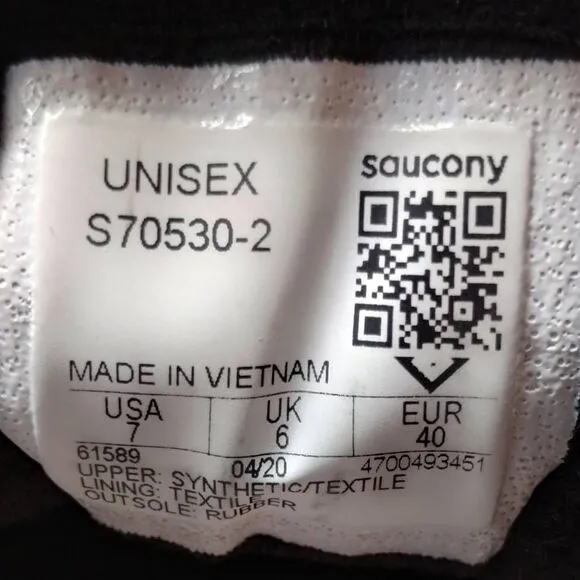 UNISEX
S70530-2
saucony
MADE IN VIETNAM
USA UK EUR
7 6 40
61589 04/20 4700493451
UPPER: SYNTHETIC/TEXTILE
LINING: TEXTILE
OUTSOLE: RUBBER